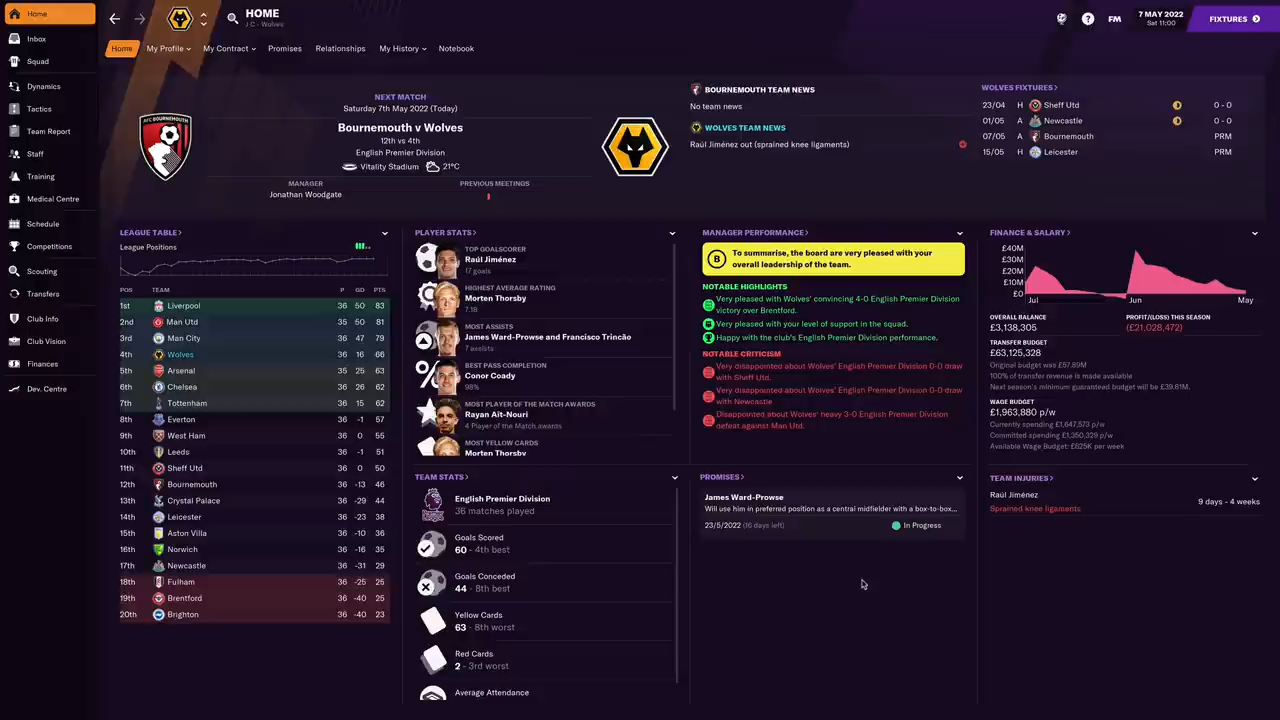 Home
Inbox
Squad
Dynamics
Tactics
Team Report
Staff
Training
Medical Centre
Schedule
Competitions
Scouting
Transfers
Club Info
Club Vision
Finances
Dev. Centre
HOME
J C - Wolves
? FM 7 MAY 2022
Sat 11:00
FIXTURES
Home My Profile My Contract Promises Relationships My History Notebook
NEXT MATCH
Saturday 7th May 2022 (Today)
Bournemouth v Wolves
12th vs 4th
English Premier Division
Vitality Stadium 21°C
MANAGER
Jonathan Woodgate
PREVIOUS MEETINGS
BOURNEMOUTH TEAM NEWS
No team news
WOLVES TEAM NEWS
Raúl Jiménez out (sprained knee ligaments)
WOLVES FIXTURES
23/04 H Sheff Utd 0 - 0
01/05 A Newcastle 0 - 0
07/05 A Bournemouth PRM
15/05 H Leicester PRM
LEAGUE TABLE
League Positions
POS TEAM P GD PTS
1st Liverpool 36 50 83
2nd Man Utd 35 50 81
3rd Man City 36 47 79
4th Wolves 36 16 66
5th Arsenal 35 25 63
6th Chelsea 36 26 62
7th Tottenham 36 15 62
8th Everton 36 -1 57
9th West Ham 36 0 55
10th Leeds 36 -1 51
11th Sheff Utd 36 0 50
12th Bournemouth 36 -13 46
13th Crystal Palace 36 -29 44
14th Leicester 36 -23 38
15th Aston Villa 36 -10 36
16th Norwich 36 -16 35
17th Newcastle 36 -31 29
18th Fulham 36 -25 25
19th Brentford 36 -40 25
20th Brighton 36 -40 23
PLAYER STATS
TOP GOALSCORER
Raúl Jiménez
17 goals
HIGHEST AVERAGE RATING
Morten Thorsby
7.18
MOST ASSISTS
James Ward-Prowse and Francisco Trincão
7 assists
BEST PASS COMPLETION
Conor Coady
98%
MOST PLAYER OF THE MATCH AWARDS
Rayan Aït-Nouri
4 Player of the Match awards
MOST YELLOW CARDS
Morten Thorsby
TEAM STATS
English Premier Division
36 matches played
Goals Scored
60 - 4th best
Goals Conceded
44 - 8th best
Yellow Cards
63 - 8th worst
Red Cards
2 - 3rd worst
Average Attendance
MANAGER PERFORMANCE
B To summarise, the board are very pleased with your
overall leadership of the team.
NOTABLE HIGHLIGHTS
Very pleased with Wolves' convincing 4-0 English Premier Division
victory over Brentford.
Very pleased with your level of support in the squad.
Happy with the club's English Premier Division performance.
NOTABLE CRITICISM
Very disappointed about Wolves' English Premier Division 0-0 draw
with Sheff Utd.
Very disappointed about Wolves' English Premier Division 0-0 draw
with Newcastle
Disappointed about Wolves' heavy 3-0 English Premier Division
defeat against Man Utd.
PROMISES
James Ward-Prowse
Will use him in preferred position as a central midfielder with a box-to-box...
23/5/2022 (16 days left) In Progress
FINANCE & SALARY
£40M
£30M
£20M
£10M
£0
Jul Jun May
OVERALL BALANCE
£3,138,305
PROFIT/(LOSS) THIS SEASON
(£21,028,472)
TRANSFER BUDGET
£63,125,328
Original budget was £57.89M
100% of transfer revenue is made available
Next season's minimum guaranteed budget will be £39.81M.
WAGE BUDGET
£1,963,880 p/w
Currently spending £1,647,573 p/w
Committed spending £1,350,329 p/w
Available Wage Budget: £625K per week
TEAM INJURIES
Raúl Jiménez
Sprained knee ligaments
9 days - 4 weeks